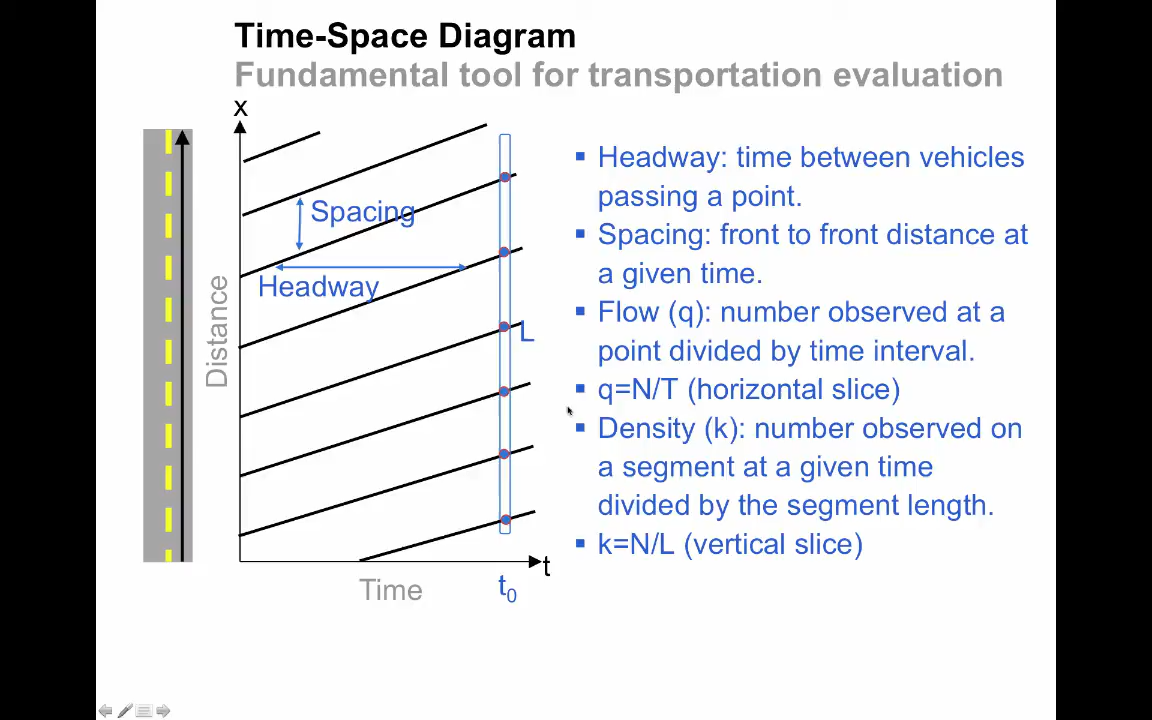 Time-Space Diagram
Fundamental tool for transportation evaluation
x
Spacing
Headway
Distance
L
t
Time
t₀
▪ Headway: time between vehicles
passing a point.
▪ Spacing: front to front distance at
a given time.
▪ Flow (q): number observed at a
point divided by time interval.
▪ q=N/T (horizontal slice)
▪ Density (k): number observed on
a segment at a given time
divided by the segment length.
▪ k=N/L (vertical slice)